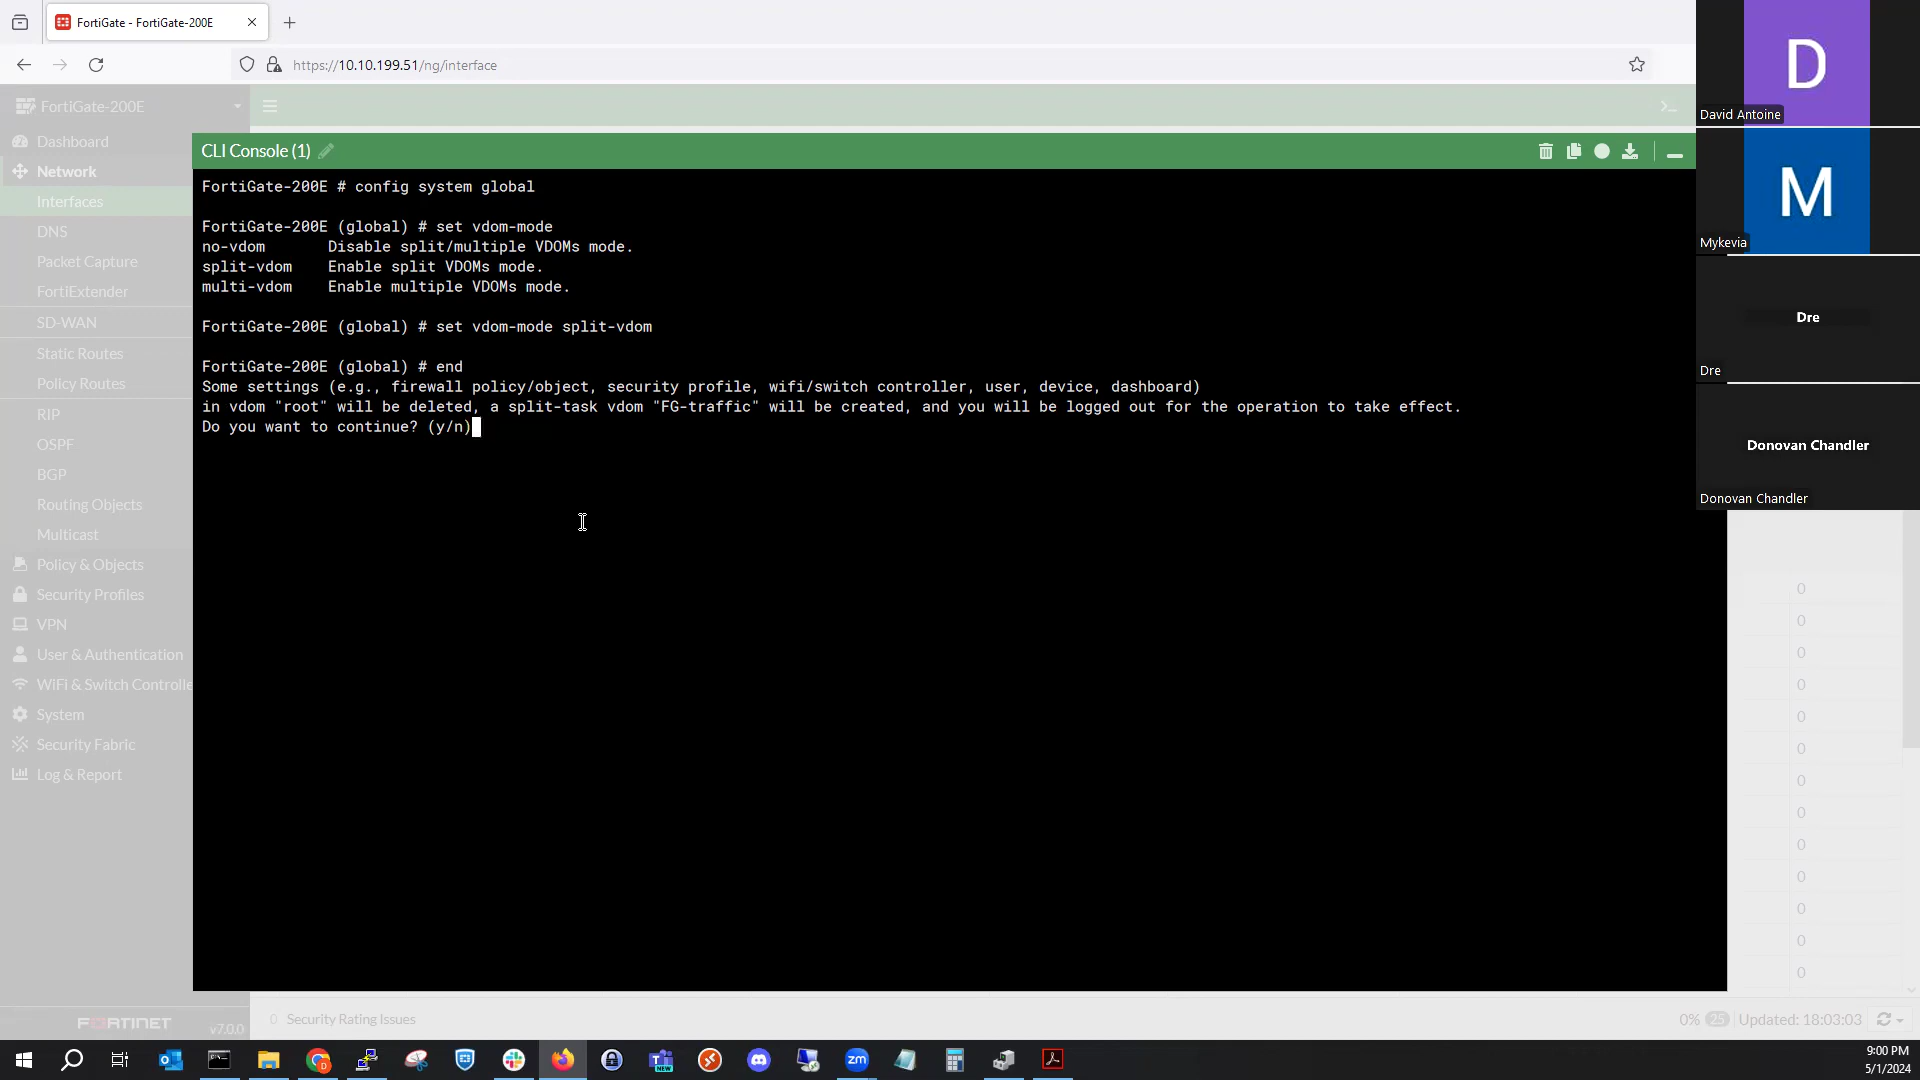 FortiGate - FortiGate-200E
https://10.10.199.51/ng/interface
FortiGate-200E
Dashboard
Network
Interfaces
DNS
Packet Capture
FortiExtender
SD-WAN
Static Routes
Policy Routes
RIP
OSPF
BGP
Routing Objects
Multicast
Policy & Objects
Security Profiles
VPN
User & Authentication
WiFi & Switch Controlle
System
Security Fabric
Log & Report
FORTINET v7.0.0
CLI Console (1)
FortiGate-200E # config system global
FortiGate-200E (global) # set vdom-mode
no-vdom Disable split/multiple VDOMs mode.
split-vdom Enable split VDOMs mode.
multi-vdom Enable multiple VDOMs mode.
FortiGate-200E (global) # set vdom-mode split-vdom
FortiGate-200E (global) # end
Some settings (e.g., firewall policy/object, security profile, wifi/switch controller, user, device, dashboard)
in vdom "root" will be deleted, a split-task vdom "FG-traffic" will be created, and you will be logged out for the operation to take effect.
Do you want to continue? (y/n)
0
0
0
0
0
0
0
0
0
0
0
0
0
0 Security Rating Issues
0% 25 Updated: 18:03:03
D
David Antoine
M
Mykevia
Dre
Dre
Donovan Chandler
Donovan Chandler
NEW
zm
9:00 PM
5/1/2024